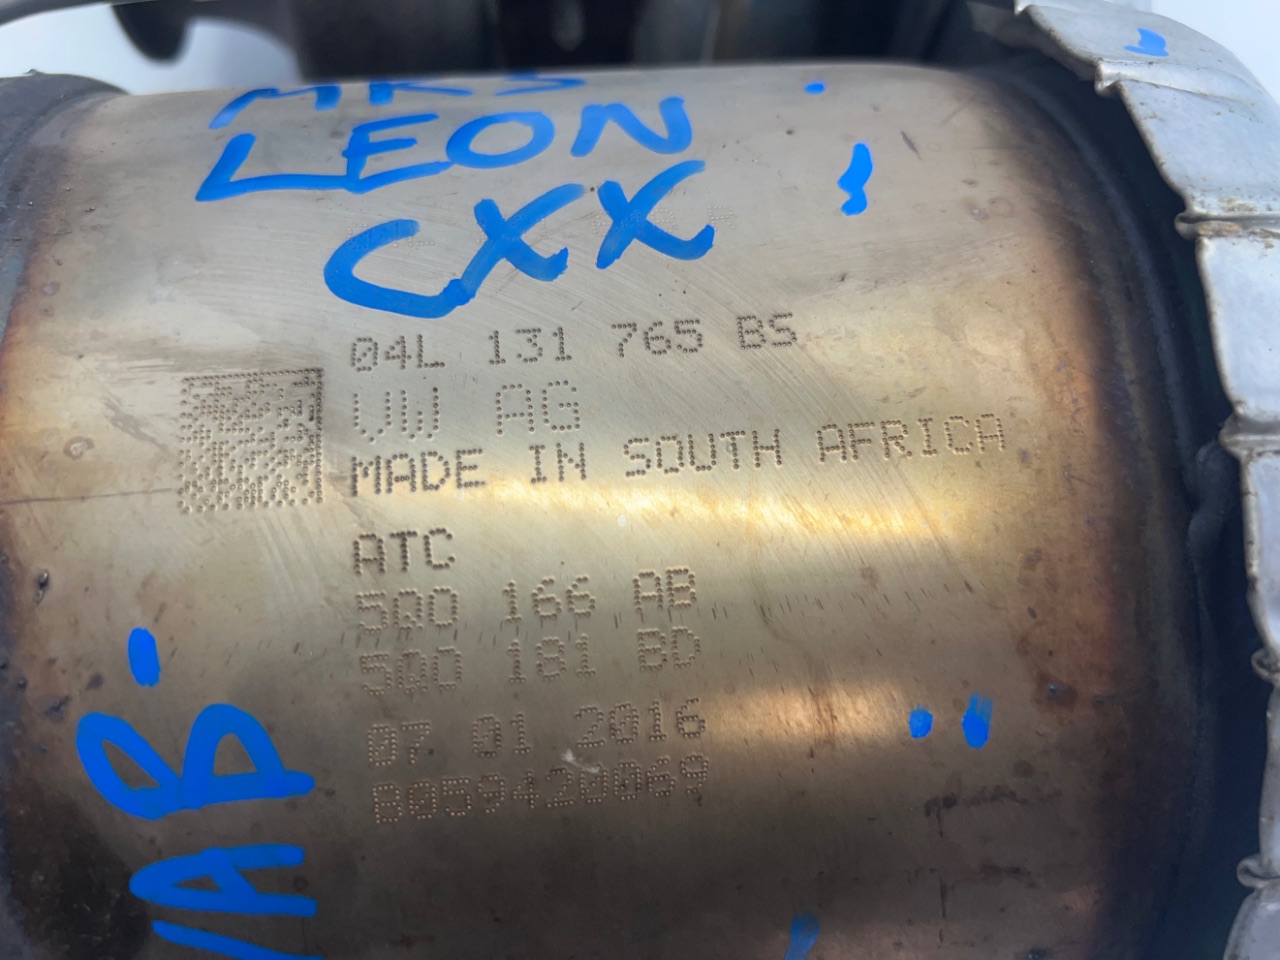 MK3
LEON
CXX
04L 131 765 BS
VW AG
MADE IN SOUTH AFRICA
ATC
5Q0 166 AB
5Q0 181 BD
07 01 2016
B059420069